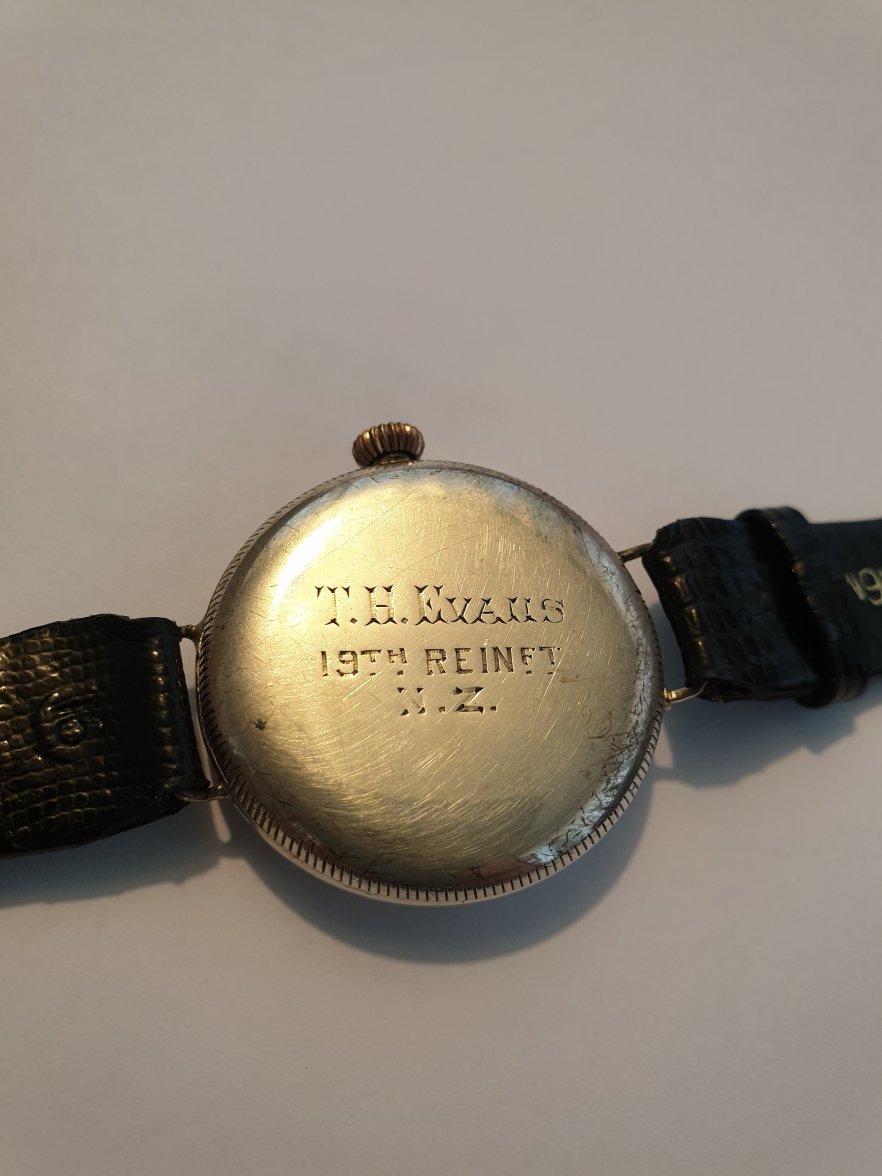 T.H.EVANS
19TH REINFT
N.Z.